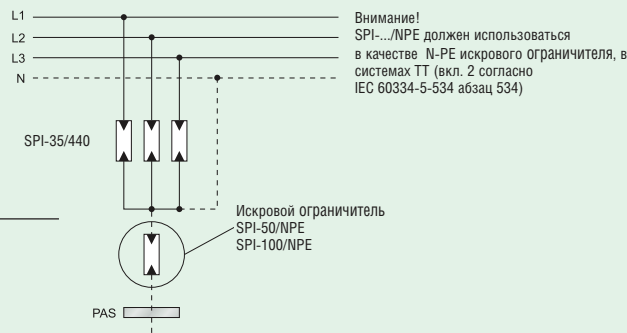 L1
L2
L3
N
Внимание!
SPI-.../NPE должен использоваться
в качестве N-PE искрового ограничителя, в
системах ТТ (вкл. 2 согласно
IEC 60334-5-534 абзац 534)
SPI-35/440
Искровой ограничитель
SPI-50/NPE
SPI-100/NPE
PAS